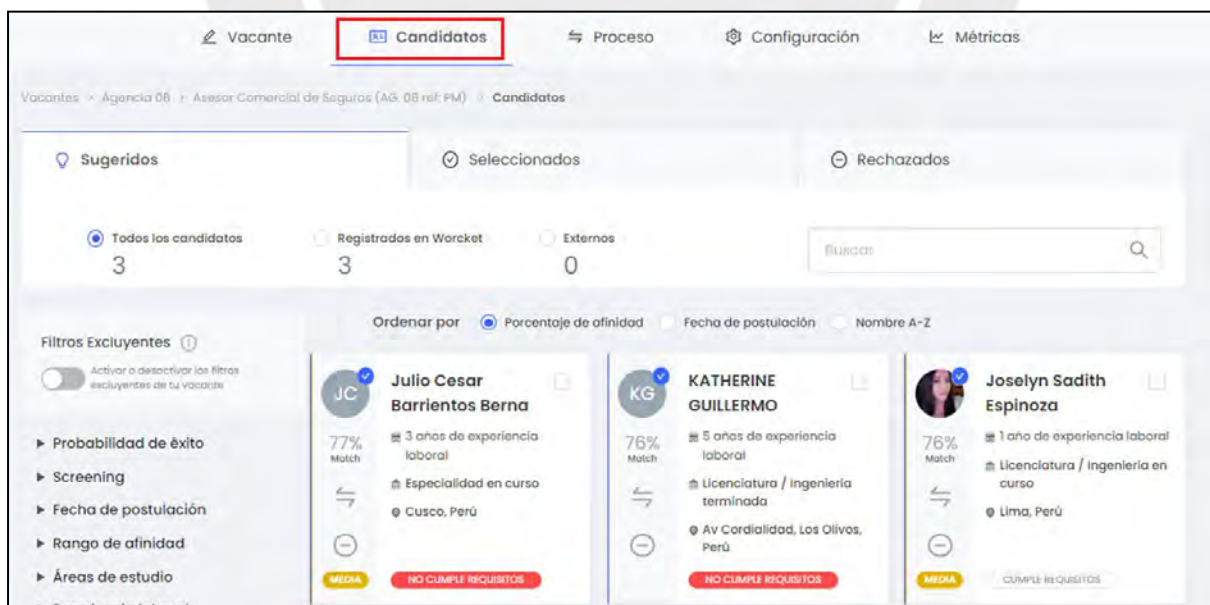 Vacante
Candidatos
Proceso
Configuración
Métricas
Vacantes > Agencia 08 > Asesor Comercial de Seguros (AG. 08 ref: PM) > Candidatos
Sugeridos
Seleccionados
Rechazados
Todos los candidatos
3
Registrados en Worcket
3
Externos
0
Buscar
Ordenar por
Porcentaje de afinidad
Fecha de postulación
Nombre A-Z
Filtros Excluyentes
Activar o desactivar los filtros
excluyentes de tu vacante
Probabilidad de éxito
Screening
Fecha de postulación
Rango de afinidad
Áreas de estudio
JC
77%
Match
MEDIA
Julio Cesar
Barrientos Berna
3 años de experiencia
laboral
Especialidad en curso
Cusco, Perú
NO CUMPLE REQUISITOS
KG
76%
Match
KATHERINE
GUILLERMO
5 años de experiencia
laboral
Licenciatura / Ingeniería
terminada
Av Cordialidad, Los Olivos,
Perú
NO CUMPLE REQUISITOS
76%
Match
MEDIA
Joselyn Sadith
Espinoza
1 año de experiencia laboral
Licenciatura / Ingeniería en
curso
Lima, Perú
CUMPLE REQUISITOS